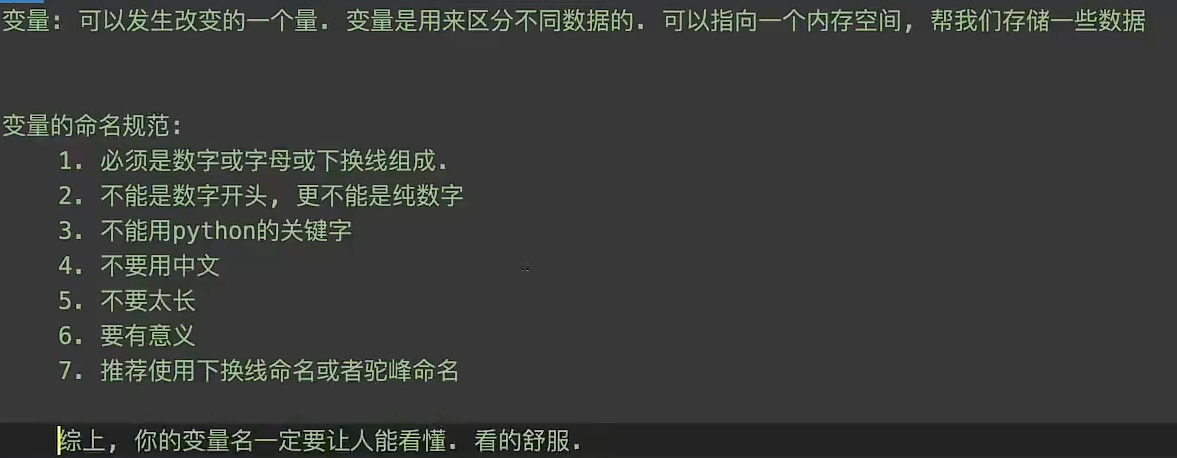 变量: 可以发生改变的一个量. 变量是用来区分不同数据的. 可以指向一个内存空间, 帮我们存储一些数据
变量的命名规范:
1. 必须是数字或字母或下换线组成.
2. 不能是数字开头, 更不能是纯数字
3. 不能用python的关键字
4. 不要用中文
5. 不要太长
6. 要有意义
7. 推荐使用下换线命名或者驼峰命名
综上, 你的变量名一定要让人能看懂. 看的舒服.